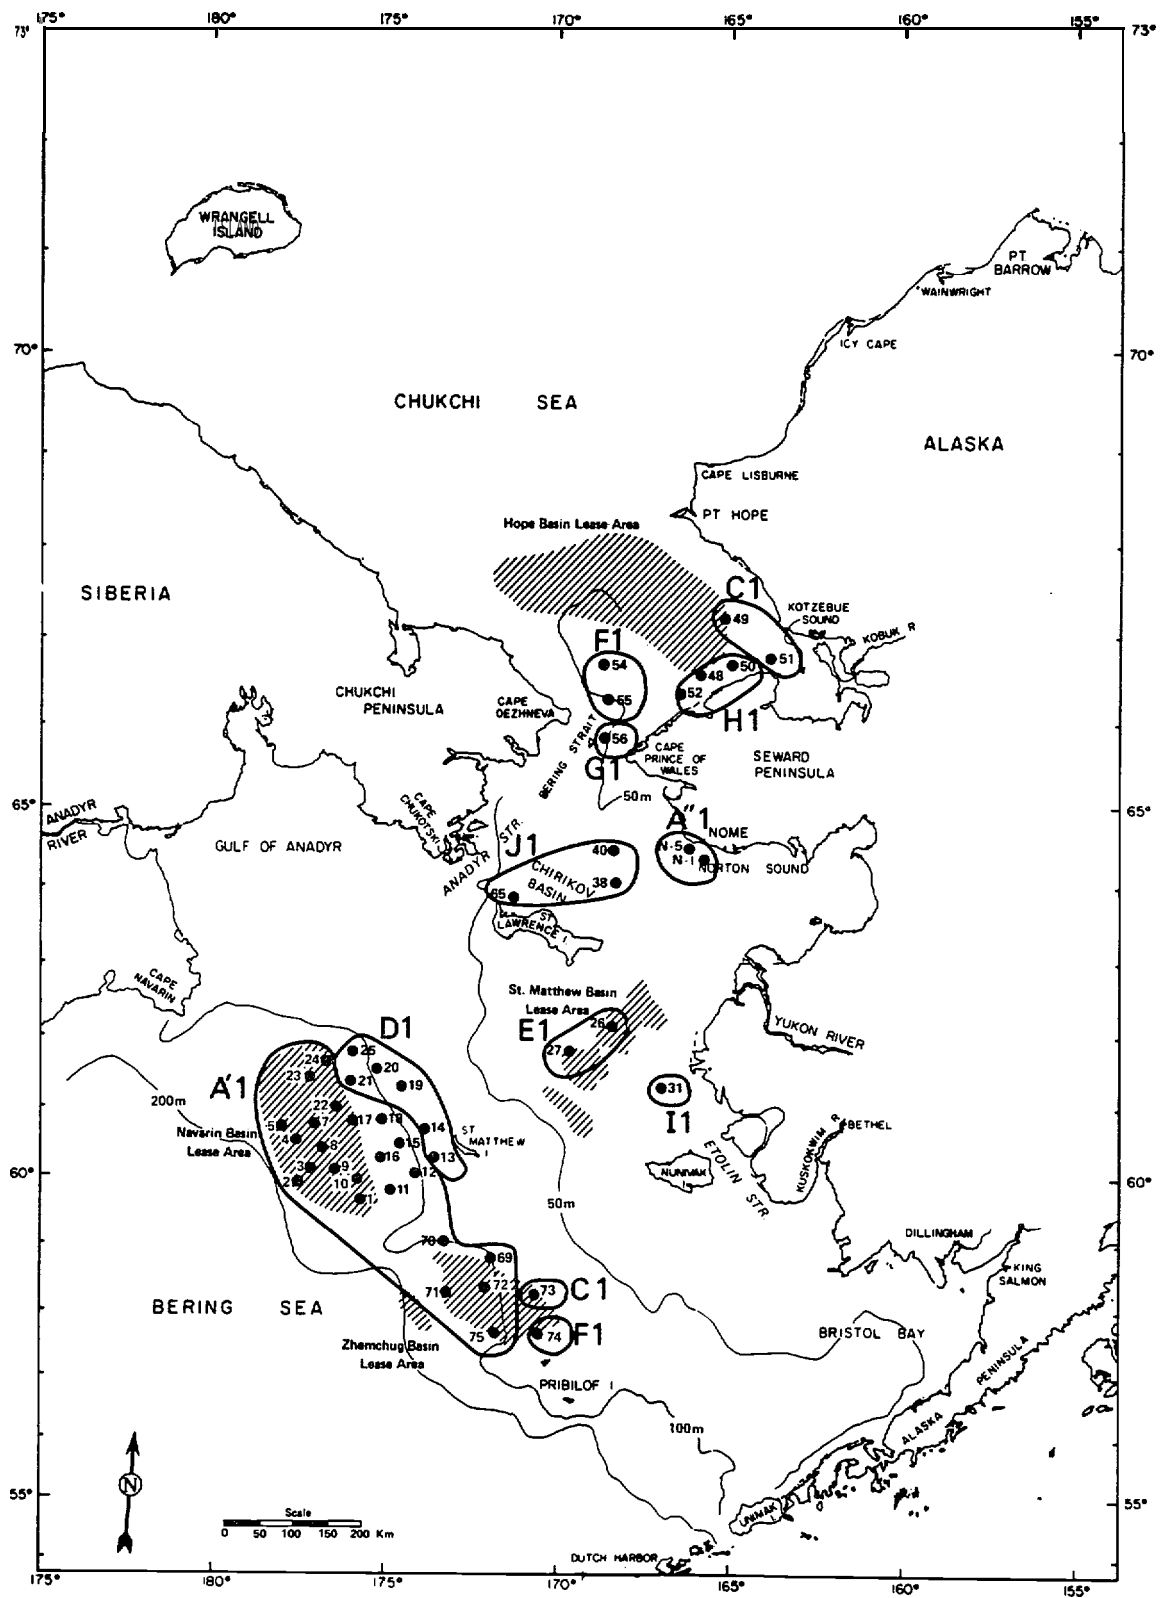 175° 180° 175° 170° 165° 160° 155°
73° 73°
WRANGELL
ISLAND
PT
BARROW
WAINWRIGHT
ICY CAPE
70° 70°
CHUKCHI SEA
ALASKA
CAPE LISBURNE
PT HOPE
Hope Basin Lease Area
SIBERIA
C1
KOTZEBUE
SOUND
49
KOBUK R
F1
54
50
51
48
CHUKCHI
PENINSULA
CAPE
DEZHNEVA
55
52
H1
BERING STRAIT
56
G1
CAPE
PRINCE OF
WALES
SEWARD
PENINSULA
50m
65° 65°
ANADYR
RIVER
CAPE
CHUKOTSKI
A"1
NOME
GULF OF ANADYR
ANADYR STR.
J1
40
N-5
N-1
NORTON SOUND
CHIRIKOV
BASIN
38
65
ST
LAWRENCE I
CAPE
NAVARIN
St. Matthew Basin
Lease Area
E1
26
27
YUKON RIVER
D1
25
24
20
23
21
19
31
I1
A'1
200m
22
Navarin Basin
Lease Area
5
7
17
18
14
4
8
15
ST
MATTHEW
I
16
13
3
9
12
2
10
11
1
BETHEL
KUSKOKWIM R
ETOLIN STR.
NUNIVAK
I
60° 60°
50m
70
69
DILLINGHAM
KING
SALMON
71
72
73
C1
BERING SEA
75
74
F1
Zhemchug Basin
Lease Area
BRISTOL BAY
PRIBILOF I
ALASKA PENINSULA
100m
N
55° 55°
Scale
0 50 100 150 200 Km
UNIMAK
I
DUTCH HARBOR
175° 180° 175° 170° 165° 160° 155°